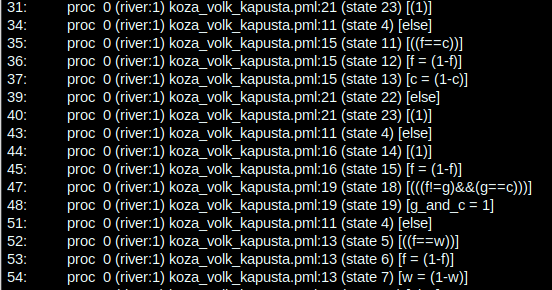 31: proc 0 (river:1) koza_volk_kapusta.pml:21 (state 23) [(1)]
34: proc 0 (river:1) koza_volk_kapusta.pml:11 (state 4) [else]
35: proc 0 (river:1) koza_volk_kapusta.pml:15 (state 11) [((f==c))]
36: proc 0 (river:1) koza_volk_kapusta.pml:15 (state 12) [f = (1-f)]
37: proc 0 (river:1) koza_volk_kapusta.pml:15 (state 13) [c = (1-c)]
39: proc 0 (river:1) koza_volk_kapusta.pml:21 (state 22) [else]
40: proc 0 (river:1) koza_volk_kapusta.pml:21 (state 23) [(1)]
43: proc 0 (river:1) koza_volk_kapusta.pml:11 (state 4) [else]
44: proc 0 (river:1) koza_volk_kapusta.pml:16 (state 14) [(1)]
45: proc 0 (river:1) koza_volk_kapusta.pml:16 (state 15) [f = (1-f)]
47: proc 0 (river:1) koza_volk_kapusta.pml:19 (state 18) [(((f!=g)&&(g==c)))]
48: proc 0 (river:1) koza_volk_kapusta.pml:19 (state 19) [g_and_c = 1]
51: proc 0 (river:1) koza_volk_kapusta.pml:11 (state 4) [else]
52: proc 0 (river:1) koza_volk_kapusta.pml:13 (state 5) [((f==w))]
53: proc 0 (river:1) koza_volk_kapusta.pml:13 (state 6) [f = (1-f)]
54: proc 0 (river:1) koza_volk_kapusta.pml:13 (state 7) [w = (1-w)]